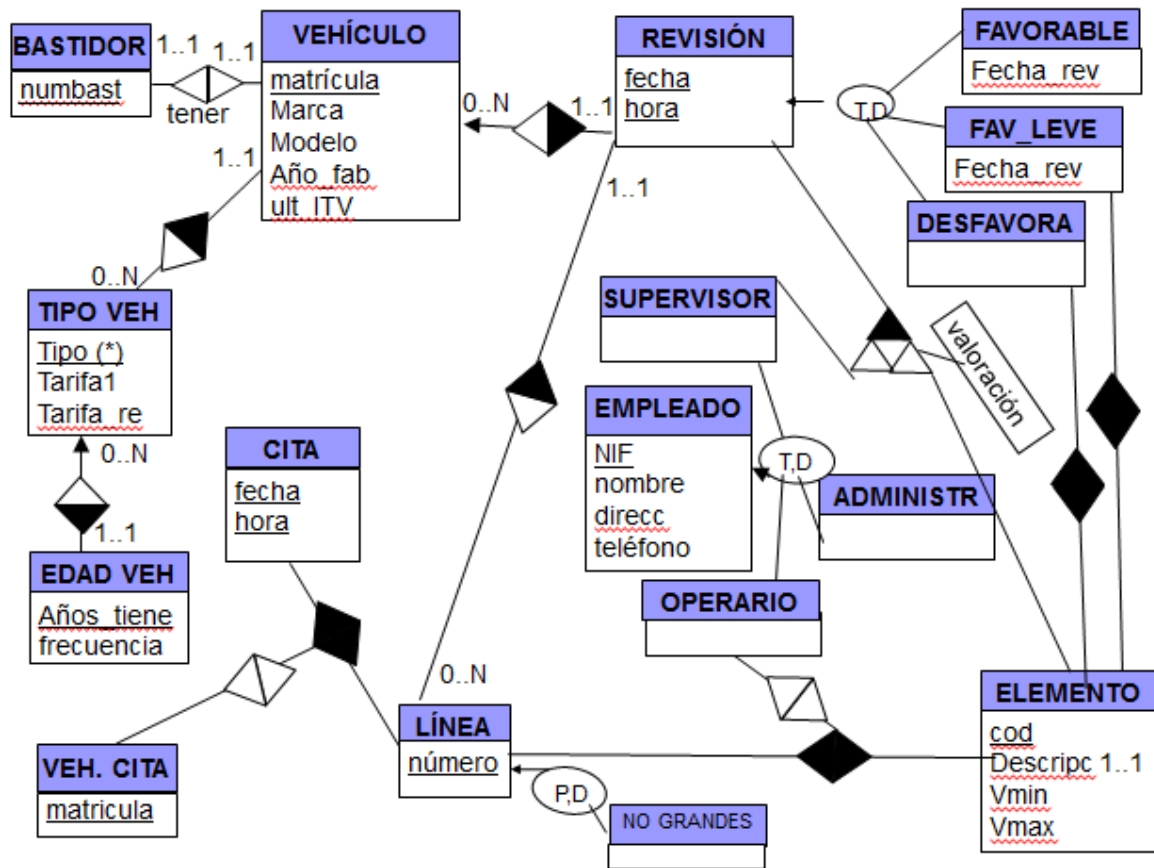 BASTIDOR
numbast
1..1
1..1
tener
VEHÍCULO
matrícula
Marca
Modelo
Año_fab
ult_ITV
0..N
1..1
REVISIÓN
fecha
hora
T,D
FAVORABLE
Fecha_rev
FAV_LEVE
Fecha_rev
DESFAVORA
1..1
0..N
TIPO VEH
Tipo (*)
Tarifa1
Tarifa_re
0..N
1..1
EDAD VEH
Años_tiene
frecuencia
1..1
0..N
SUPERVISOR
valoración
EMPLEADO
NIF
nombre
direcc
teléfono
T,D
ADMINISTR
OPERARIO
CITA
fecha
hora
VEH. CITA
matricula
LÍNEA
número
P,D
NO GRANDES
ELEMENTO
cod
Descripc 1..1
Vmin
Vmax